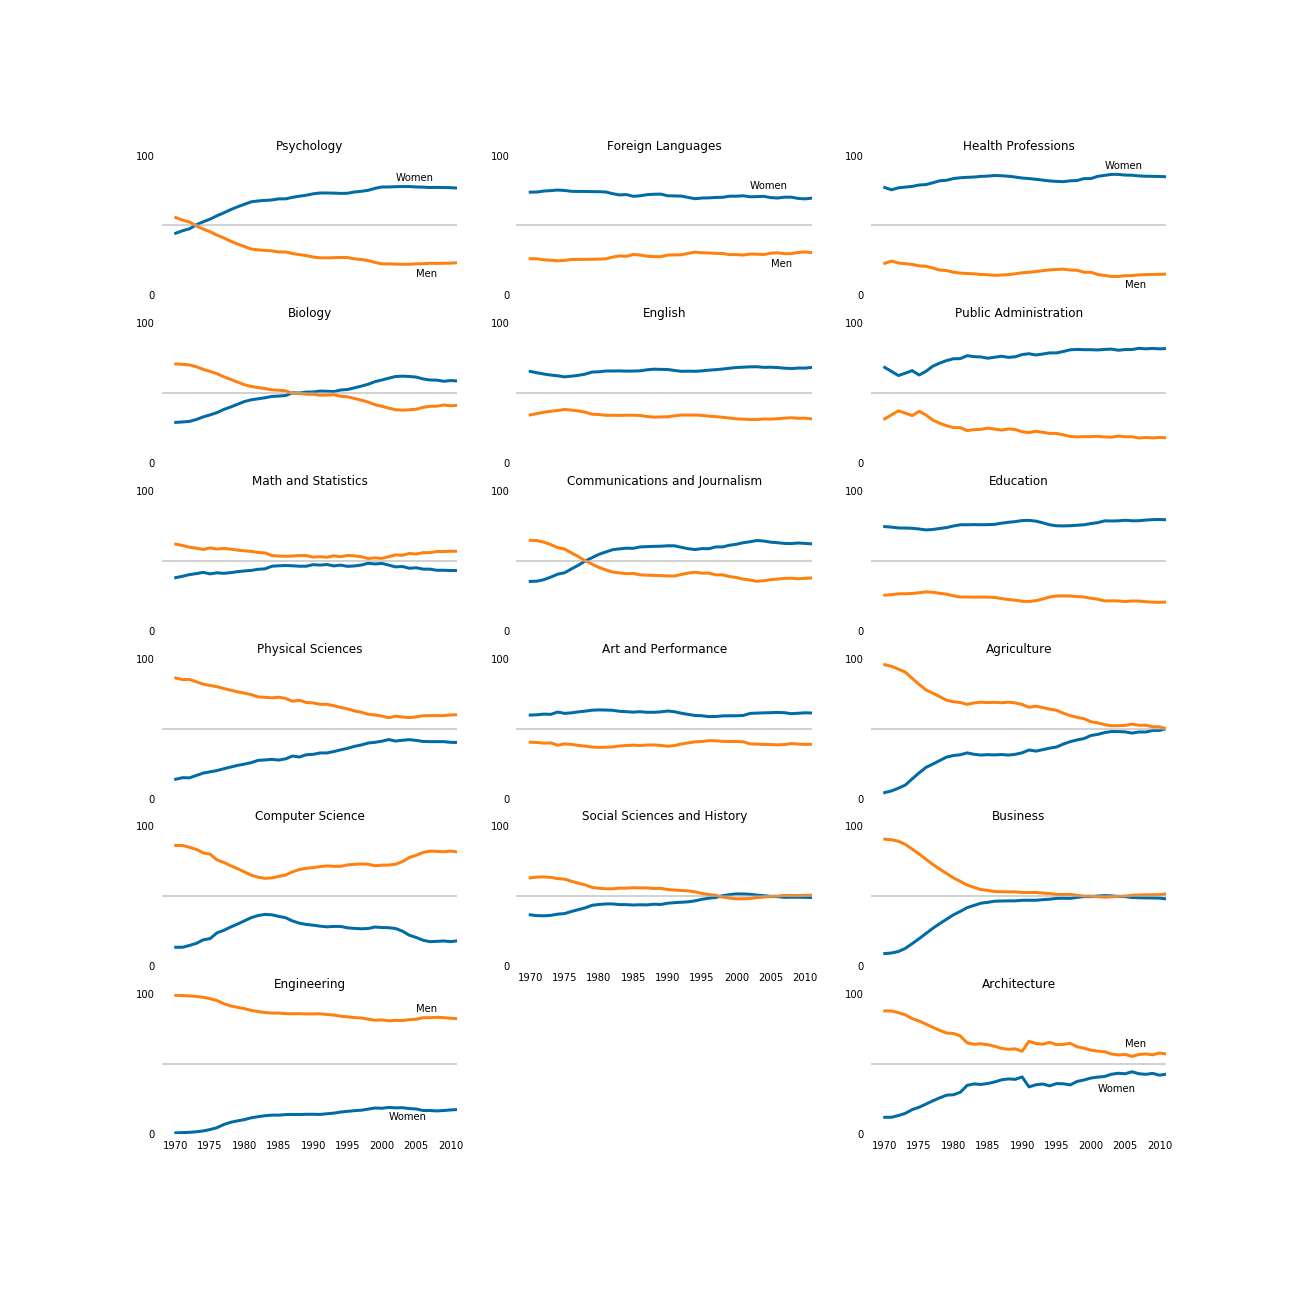 Psychology
Foreign Languages
Health Professions
100
100
100
Women
Women
Women
Men
Men
Men
0
0
0
Biology
English
Public Administration
100
100
100
0
0
0
Math and Statistics
Communications and Journalism
Education
100
100
100
0
0
0
Physical Sciences
Art and Performance
Agriculture
100
100
100
0
0
0
Computer Science
Social Sciences and History
Business
100
100
100
0
0
0
1970 1975 1980 1985 1990 1995 2000 2005 2010
Engineering
Architecture
100
100
Men
Men
Women
Women
0
0
1970 1975 1980 1985 1990 1995 2000 2005 2010
1970 1975 1980 1985 1990 1995 2000 2005 2010